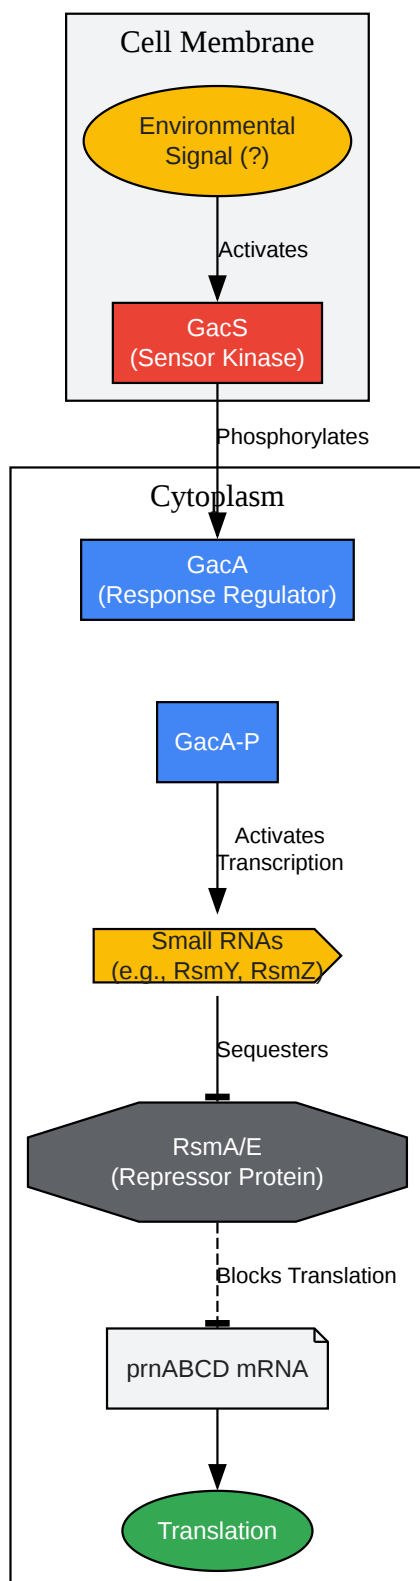 Cell Membrane
Environmental
Signal (?)
Activates
GacS
(Sensor Kinase)
Phosphorylates
Cytoplasm
GacA
(Response Regulator)
GacA-P
Activates
Transcription
Small RNAs
(e.g., RsmY, RsmZ)
Sequesters
RsmA/E
(Repressor Protein)
Blocks Translation
prnABCD mRNA
Translation